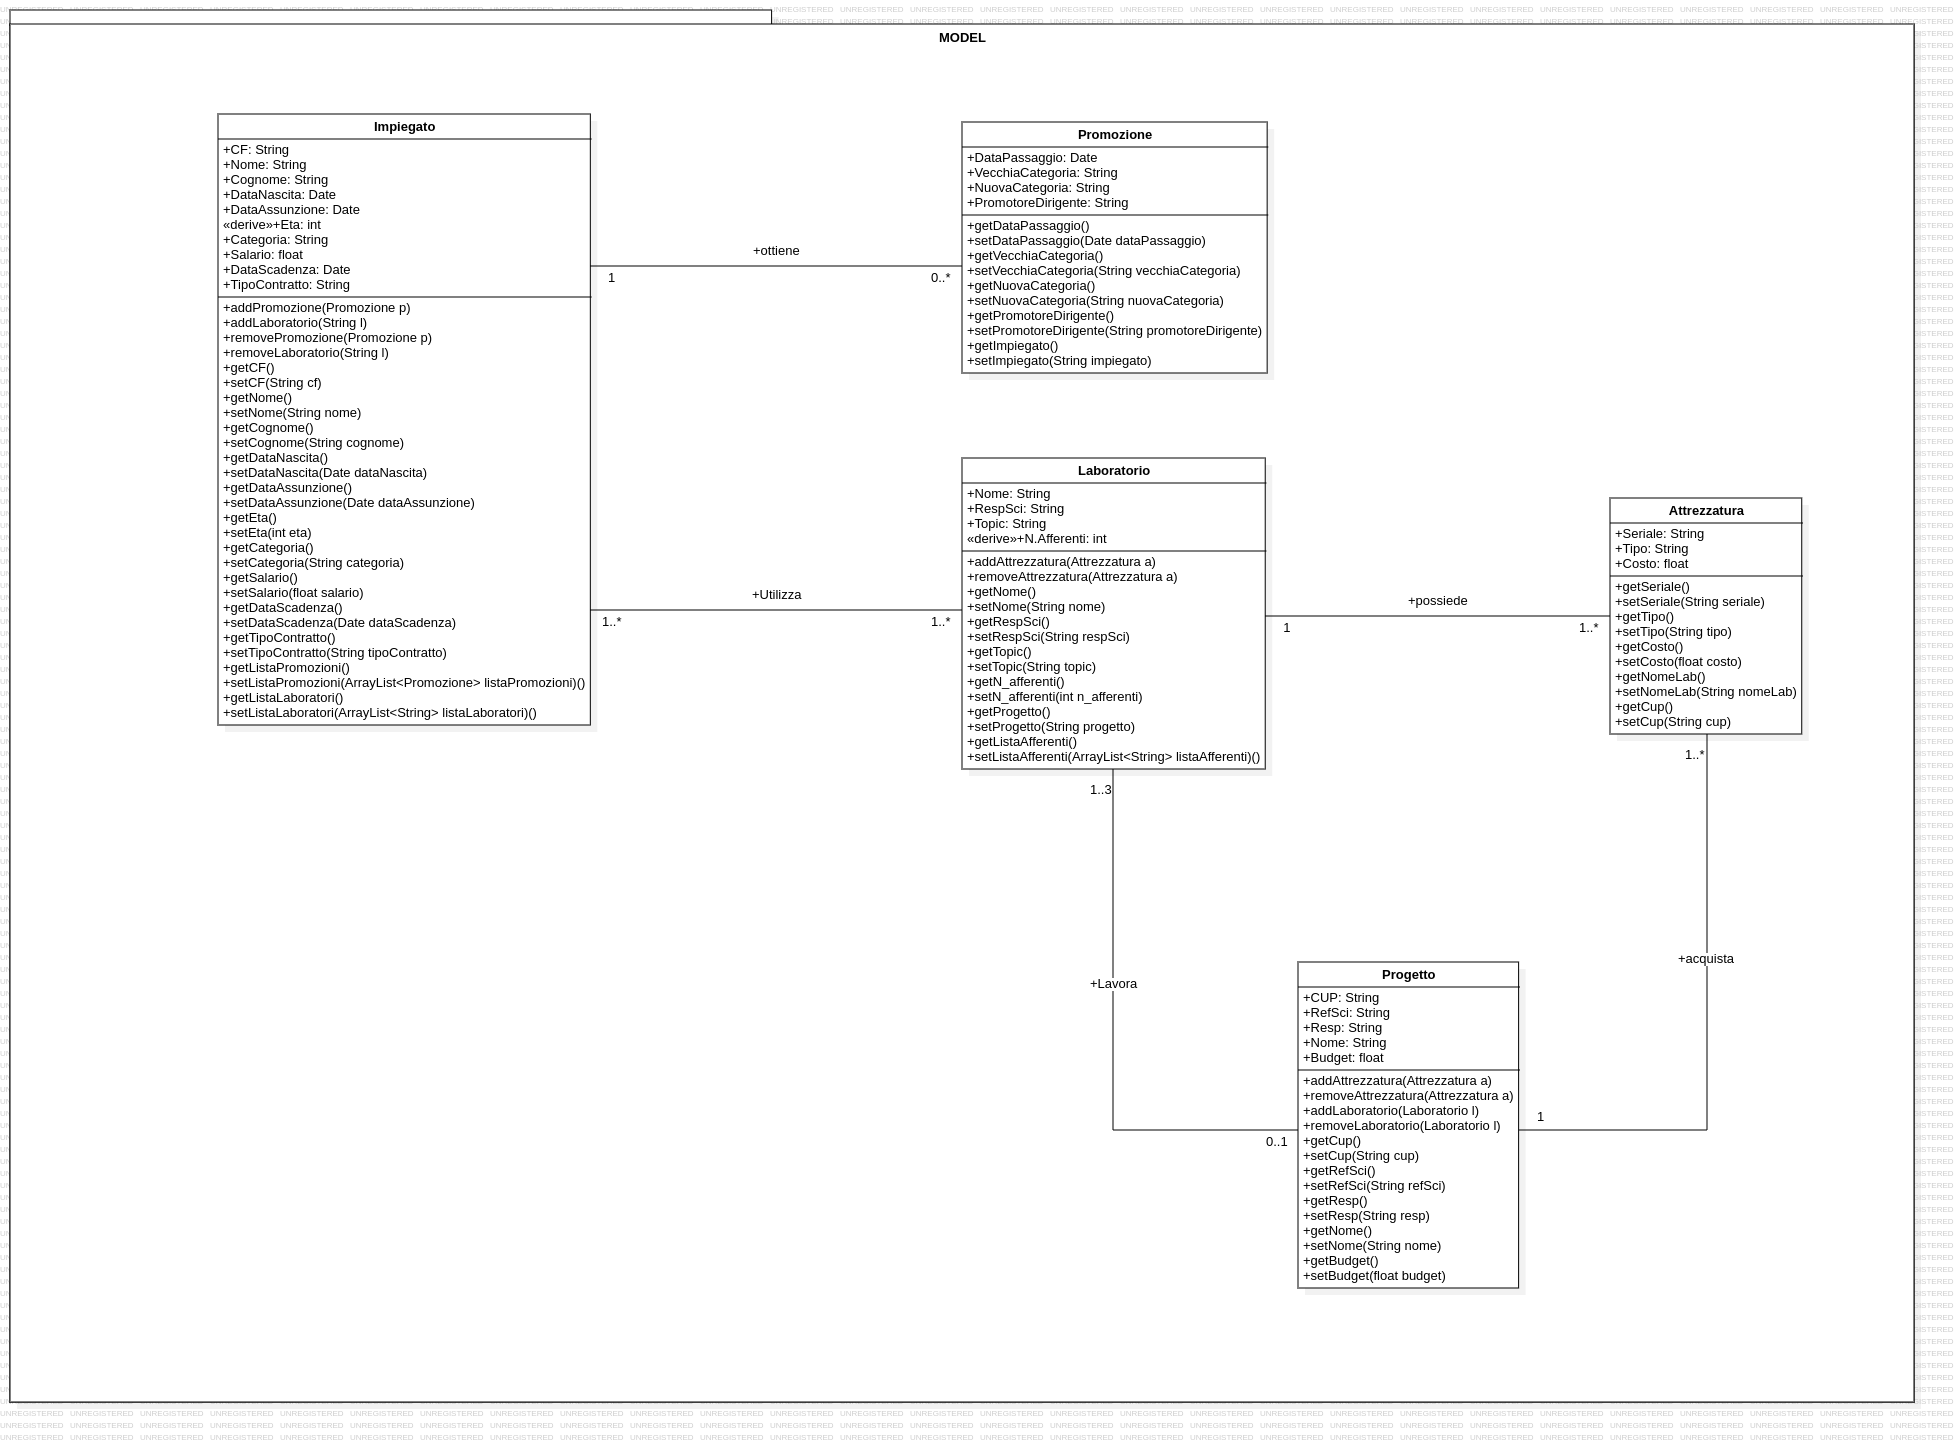 MODEL
Impiegato
+CF: String
+Nome: String
+Cognome: String
+DataNascita: Date
+DataAssunzione: Date
«derive»+Eta: int
+Categoria: String
+Salario: float
+DataScadenza: Date
+TipoContratto: String
+addPromozione(Promozione p)
+addLaboratorio(String l)
+removePromozione(Promozione p)
+removeLaboratorio(String l)
+getCF()
+setCF(String cf)
+getNome()
+setNome(String nome)
+getCognome()
+setCognome(String cognome)
+getDataNascita()
+setDataNascita(Date dataNascita)
+getDataAssunzione()
+setDataAssunzione(Date dataAssunzione)
+getEta()
+setEta(int eta)
+getCategoria()
+setCategoria(String categoria)
+getSalario()
+setSalario(float salario)
+getDataScadenza()
+setDataScadenza(Date dataScadenza)
+getTipoContratto()
+setTipoContratto(String tipoContratto)
+getListaPromozioni()
+setListaPromozioni(ArrayList<Promozione> listaPromozioni)()
+getListaLaboratori()
+setListaLaboratori(ArrayList<String> listaLaboratori)()
+ottiene
1
0..*
Promozione
+DataPassaggio: Date
+VecchiaCategoria: String
+NuovaCategoria: String
+PromotoreDirigente: String
+getDataPassaggio()
+setDataPassaggio(Date dataPassaggio)
+getVecchiaCategoria()
+setVecchiaCategoria(String vecchiaCategoria)
+getNuovaCategoria()
+setNuovaCategoria(String nuovaCategoria)
+getPromotoreDirigente()
+setPromotoreDirigente(String promotoreDirigente)
+getImpiegato()
+setImpiegato(String impiegato)
+Utilizza
1..*
1..*
Laboratorio
+Nome: String
+RespSci: String
+Topic: String
«derive»+N.Afferenti: int
+addAttrezzatura(Attrezzatura a)
+removeAttrezzatura(Attrezzatura a)
+getNome()
+setNome(String nome)
+getRespSci()
+setRespSci(String respSci)
+getTopic()
+setTopic(String topic)
+getN_afferenti()
+setN_afferenti(int n_afferenti)
+getProgetto()
+setProgetto(String progetto)
+getListaAfferenti()
+setListaAfferenti(ArrayList<String> listaAfferenti)()
+possiede
1
1..*
Attrezzatura
+Seriale: String
+Tipo: String
+Costo: float
+getSeriale()
+setSeriale(String seriale)
+getTipo()
+setTipo(String tipo)
+getCosto()
+setCosto(float costo)
+getNomeLab()
+setNomeLab(String nomeLab)
+getCup()
+setCup(String cup)
1..*
1..3
+acquista
+Lavora
1
0..1
Progetto
+CUP: String
+RefSci: String
+Resp: String
+Nome: String
+Budget: float
+addAttrezzatura(Attrezzatura a)
+removeAttrezzatura(Attrezzatura a)
+addLaboratorio(Laboratorio l)
+removeLaboratorio(Laboratorio l)
+getCup()
+setCup(String cup)
+getRefSci()
+setRefSci(String refSci)
+getResp()
+setResp(String resp)
+getNome()
+setNome(String nome)
+getBudget()
+setBudget(float budget)
UNREGISTERED